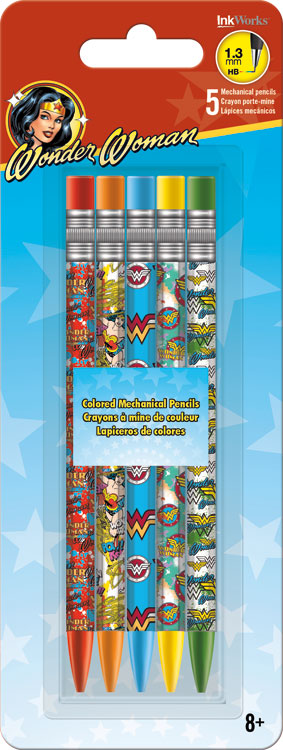 InkWorks
1.3
mm
HB
5 Mechanical pencils
Crayon porte-mine
Lápices mecánicos
Wonder Woman
Colored Mechanical Pencils
Crayons à mine de couleur
Lapiceros de colores
8+